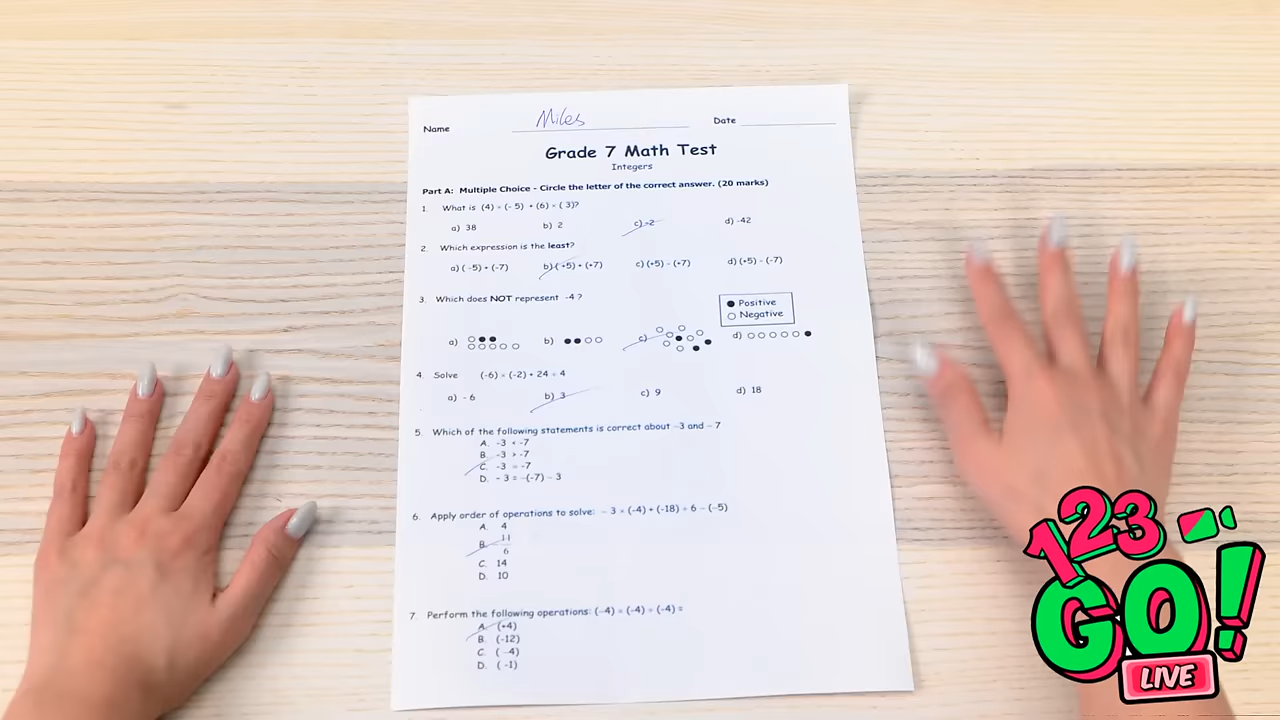 Name Miles Date
Grade 7 Math Test
Integers
Part A: Multiple Choice - Circle the letter of the correct answer. (20 marks)
1. What is (4) × (-5) + (6) × (3)?
a) 38 b) 2 c) -2 d) -42
2. Which expression is the least?
a) (-5) + (-7) b) (+5) + (+7) c) (+5) - (+7) d) (+5) - (-7)
3. Which does NOT represent -4 ?
Positive
Negative
a) b) c) d)
4. Solve (-6) × (-2) + 24 ÷ 4
a) - 6 b) 3 c) 9 d) 18
5. Which of the following statements is correct about -3 and - 7
A. -3 < -7
B. -3 > -7
C. -3 = -7
D. - 3 = -(-7) - 3
6. Apply order of operations to solve: - 3 × (-4) + (-18) ÷ 6 - (-5)
A. 4
B. 11
6
C. 14
D. 10
7. Perform the following operations: (-4) × (-4) ÷ (-4) =
A. (+4)
B. (-12)
C. (-4)
D. (-1)
123
GO!
LIVE